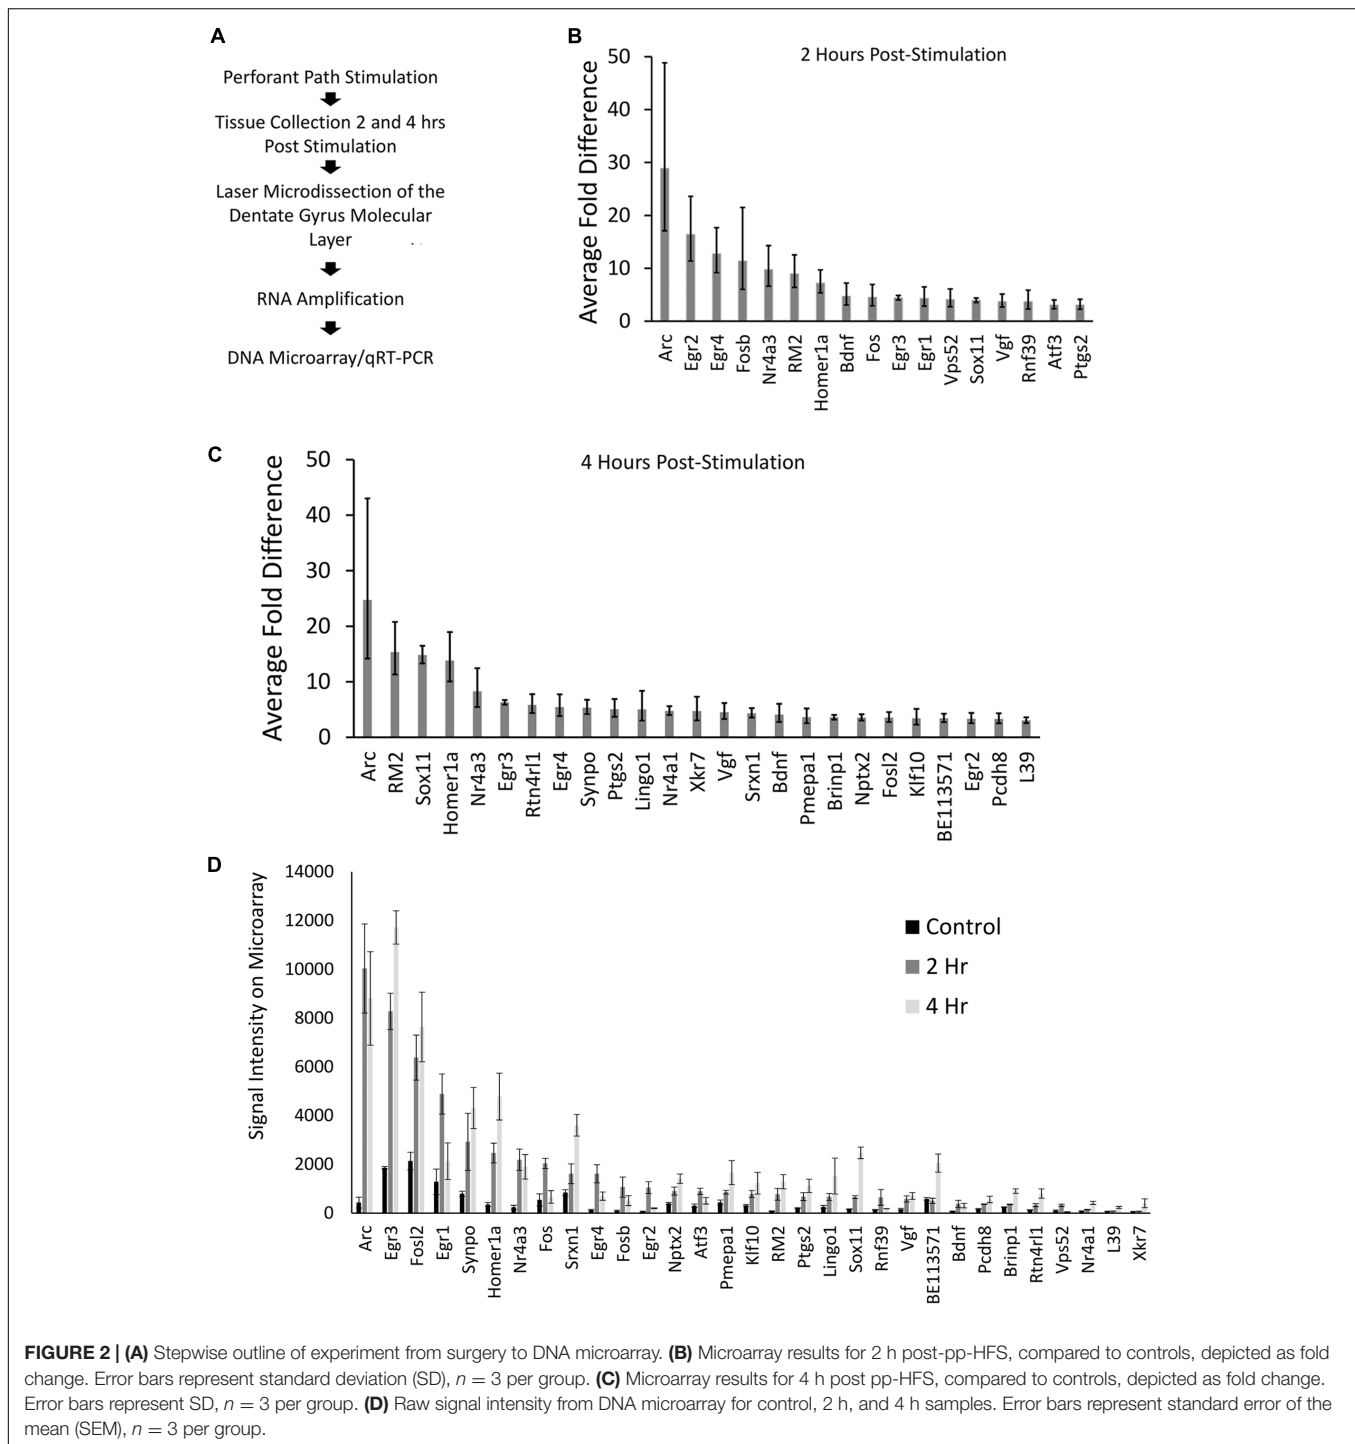 A
Perforant Path Stimulation
Tissue Collection 2 and 4 hrs
Post Stimulation
Laser Microdissection of the
Dentate Gyrus Molecular
Layer
RNA Amplification
DNA Microarray/qRT-PCR
B
2 Hours Post-Stimulation
Average Fold Difference
50
40
30
20
10
0
Arc
Egr2
Egr4
Fosb
Nr4a3
RM2
Homer1a
Bdnf
Fos
Egr3
Egr1
Vps52
Sox11
Vgf
Rnf39
Atf3
Ptgs2
C
4 Hours Post-Stimulation
Average Fold Difference
50
40
30
20
10
0
Arc
RM2
Sox11
Homer1a
Nr4a3
Egr3
Rtn4rl1
Egr4
Synpo
Ptgs2
Lingo1
Nr4a1
Xkr7
Vgf
Srxn1
Bdnf
Pmepa1
Brinp1
Nptx2
Fosl2
Klf10
BE113571
Egr2
Pcdh8
L39
D
Signal Intensity on Microarray
14000
12000
10000
8000
6000
4000
2000
0
Control
2 Hr
4 Hr
Arc
Egr3
Fosl2
Egr1
Synpo
Homer1a
Nr4a3
Fos
Srxn1
Egr4
Fosb
Egr2
Nptx2
Atf3
Pmepa1
Klf10
RM2
Ptgs2
Lingo1
Sox11
Rnf39
Vgf
BE113571
Bdnf
Pcdh8
Brinp1
Rtn4rl1
Vps52
Nr4a1
L39
Xkr7
FIGURE 2 | (A) Stepwise outline of experiment from surgery to DNA microarray. (B) Microarray results for 2 h post-pp-HFS, compared to controls, depicted as fold
change. Error bars represent standard deviation (SD), n = 3 per group. (C) Microarray results for 4 h post pp-HFS, compared to controls, depicted as fold change.
Error bars represent SD, n = 3 per group. (D) Raw signal intensity from DNA microarray for control, 2 h, and 4 h samples. Error bars represent standard error of the
mean (SEM), n = 3 per group.